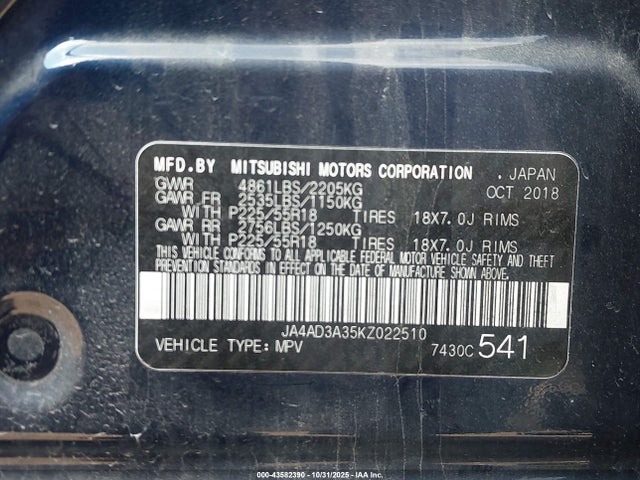 MFD.BY MITSUBISHI MOTORS CORPORATION . JAPAN
GVWR 4861LBS/2205KG OCT 2018
GAWR FR 2535LBS/1150KG
WITH P225/55R18 TIRES 18X7.0J RIMS
GAWR RR 2756LBS/1250KG
WITH P225/55R18 TIRES 18X7.0J RIMS
THIS VEHICLE CONFORMS TO ALL APPLICABLE FEDERAL MOTOR VEHICLE SAFETY AND THEFT
PREVENTION STANDARDS IN EFFECT ON THE DATE OF MANUFACTURE SHOWN ABOVE.
JA4AD3A35KZ022510
VEHICLE TYPE: MPV 7430C 541
000-43582390 - 10/31/2025 - IAA Inc.